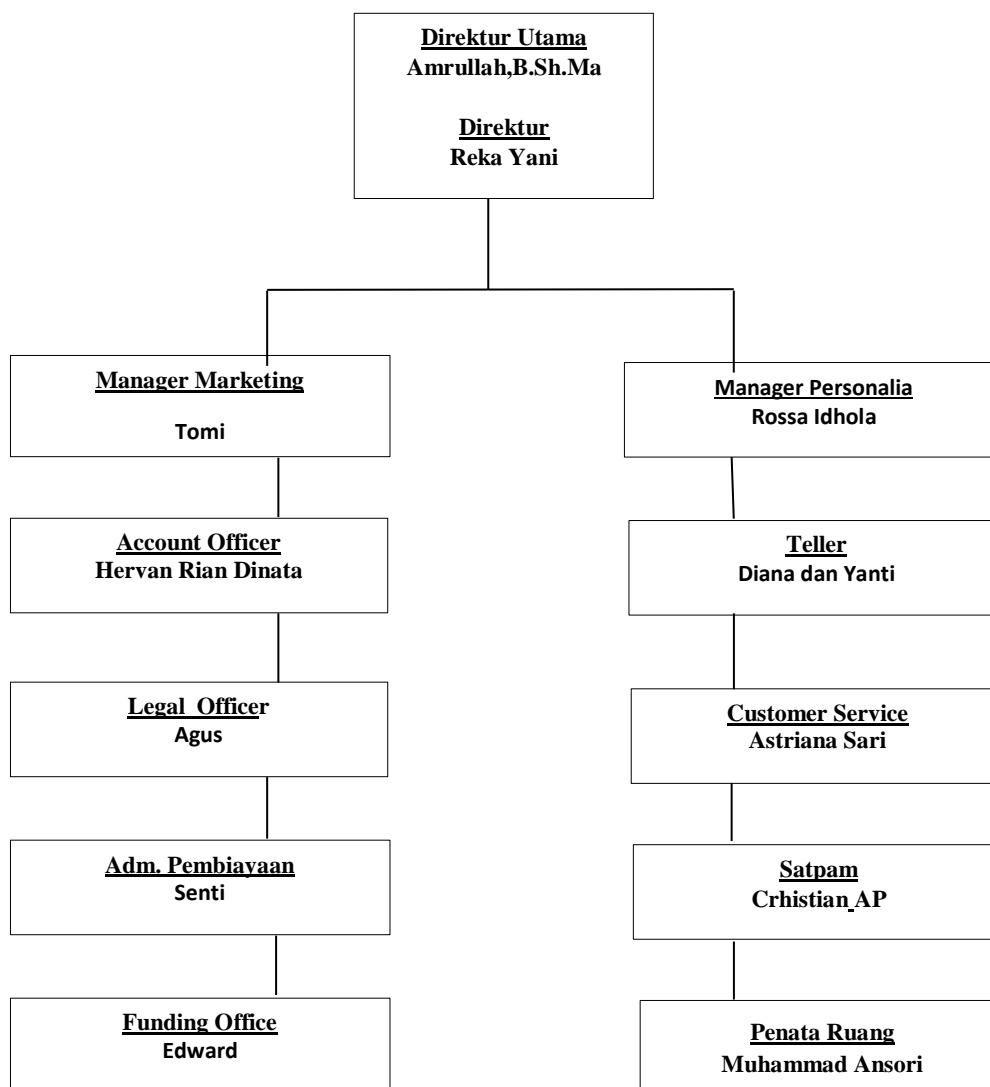 Direktur Utama
Amrullah,B.Sh.Ma
Direktur
Reka Yani
Manager Marketing
Tomi
Manager Personalia
Rossa Idhola
Account Officer
Hervan Rian Dinata
Teller
Diana dan Yanti
Legal  Officer
Agus
Customer Service
Astriana Sari
Adm. Pembiayaan
Senti
Satpam
Crhistian AP
Funding Office
Edward
Penata Ruang
Muhammad Ansori